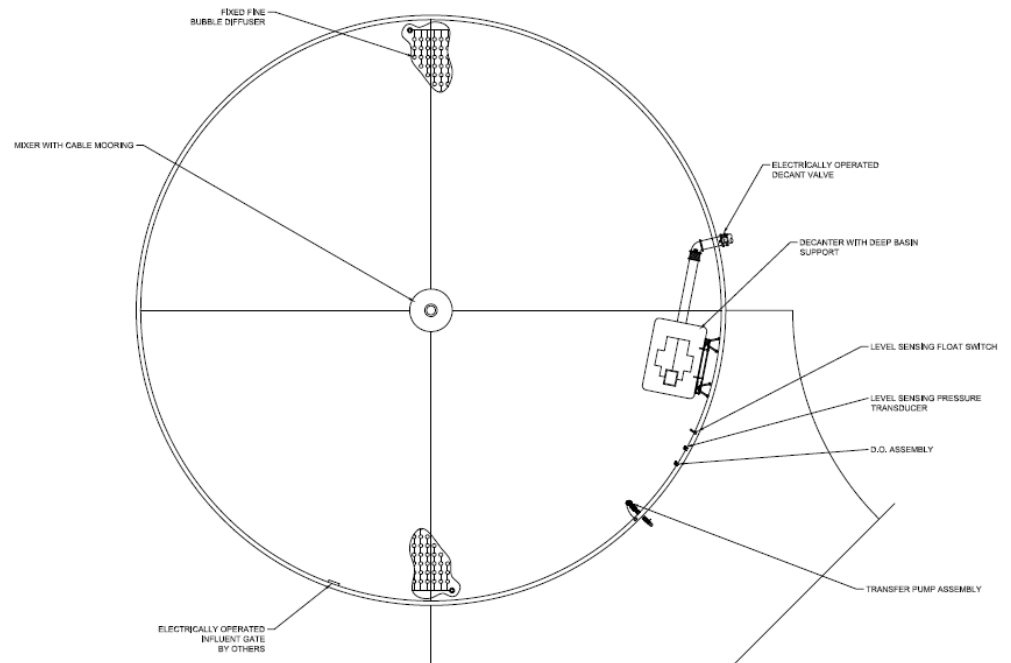 FIXED FINE
BUBBLE DIFFUSER
MIXER WITH CABLE MOORING
ELECTRICALLY OPERATED
DECANT VALVE
DECANTER WITH DEEP BASIN
SUPPORT
LEVEL SENSING FLOAT SWITCH
LEVEL SENSING PRESSURE
TRANSDUCER
D.O. ASSEMBLY
TRANSFER PUMP ASSEMBLY
ELECTRICALLY OPERATED
INFLUENT GATE
BY OTHERS